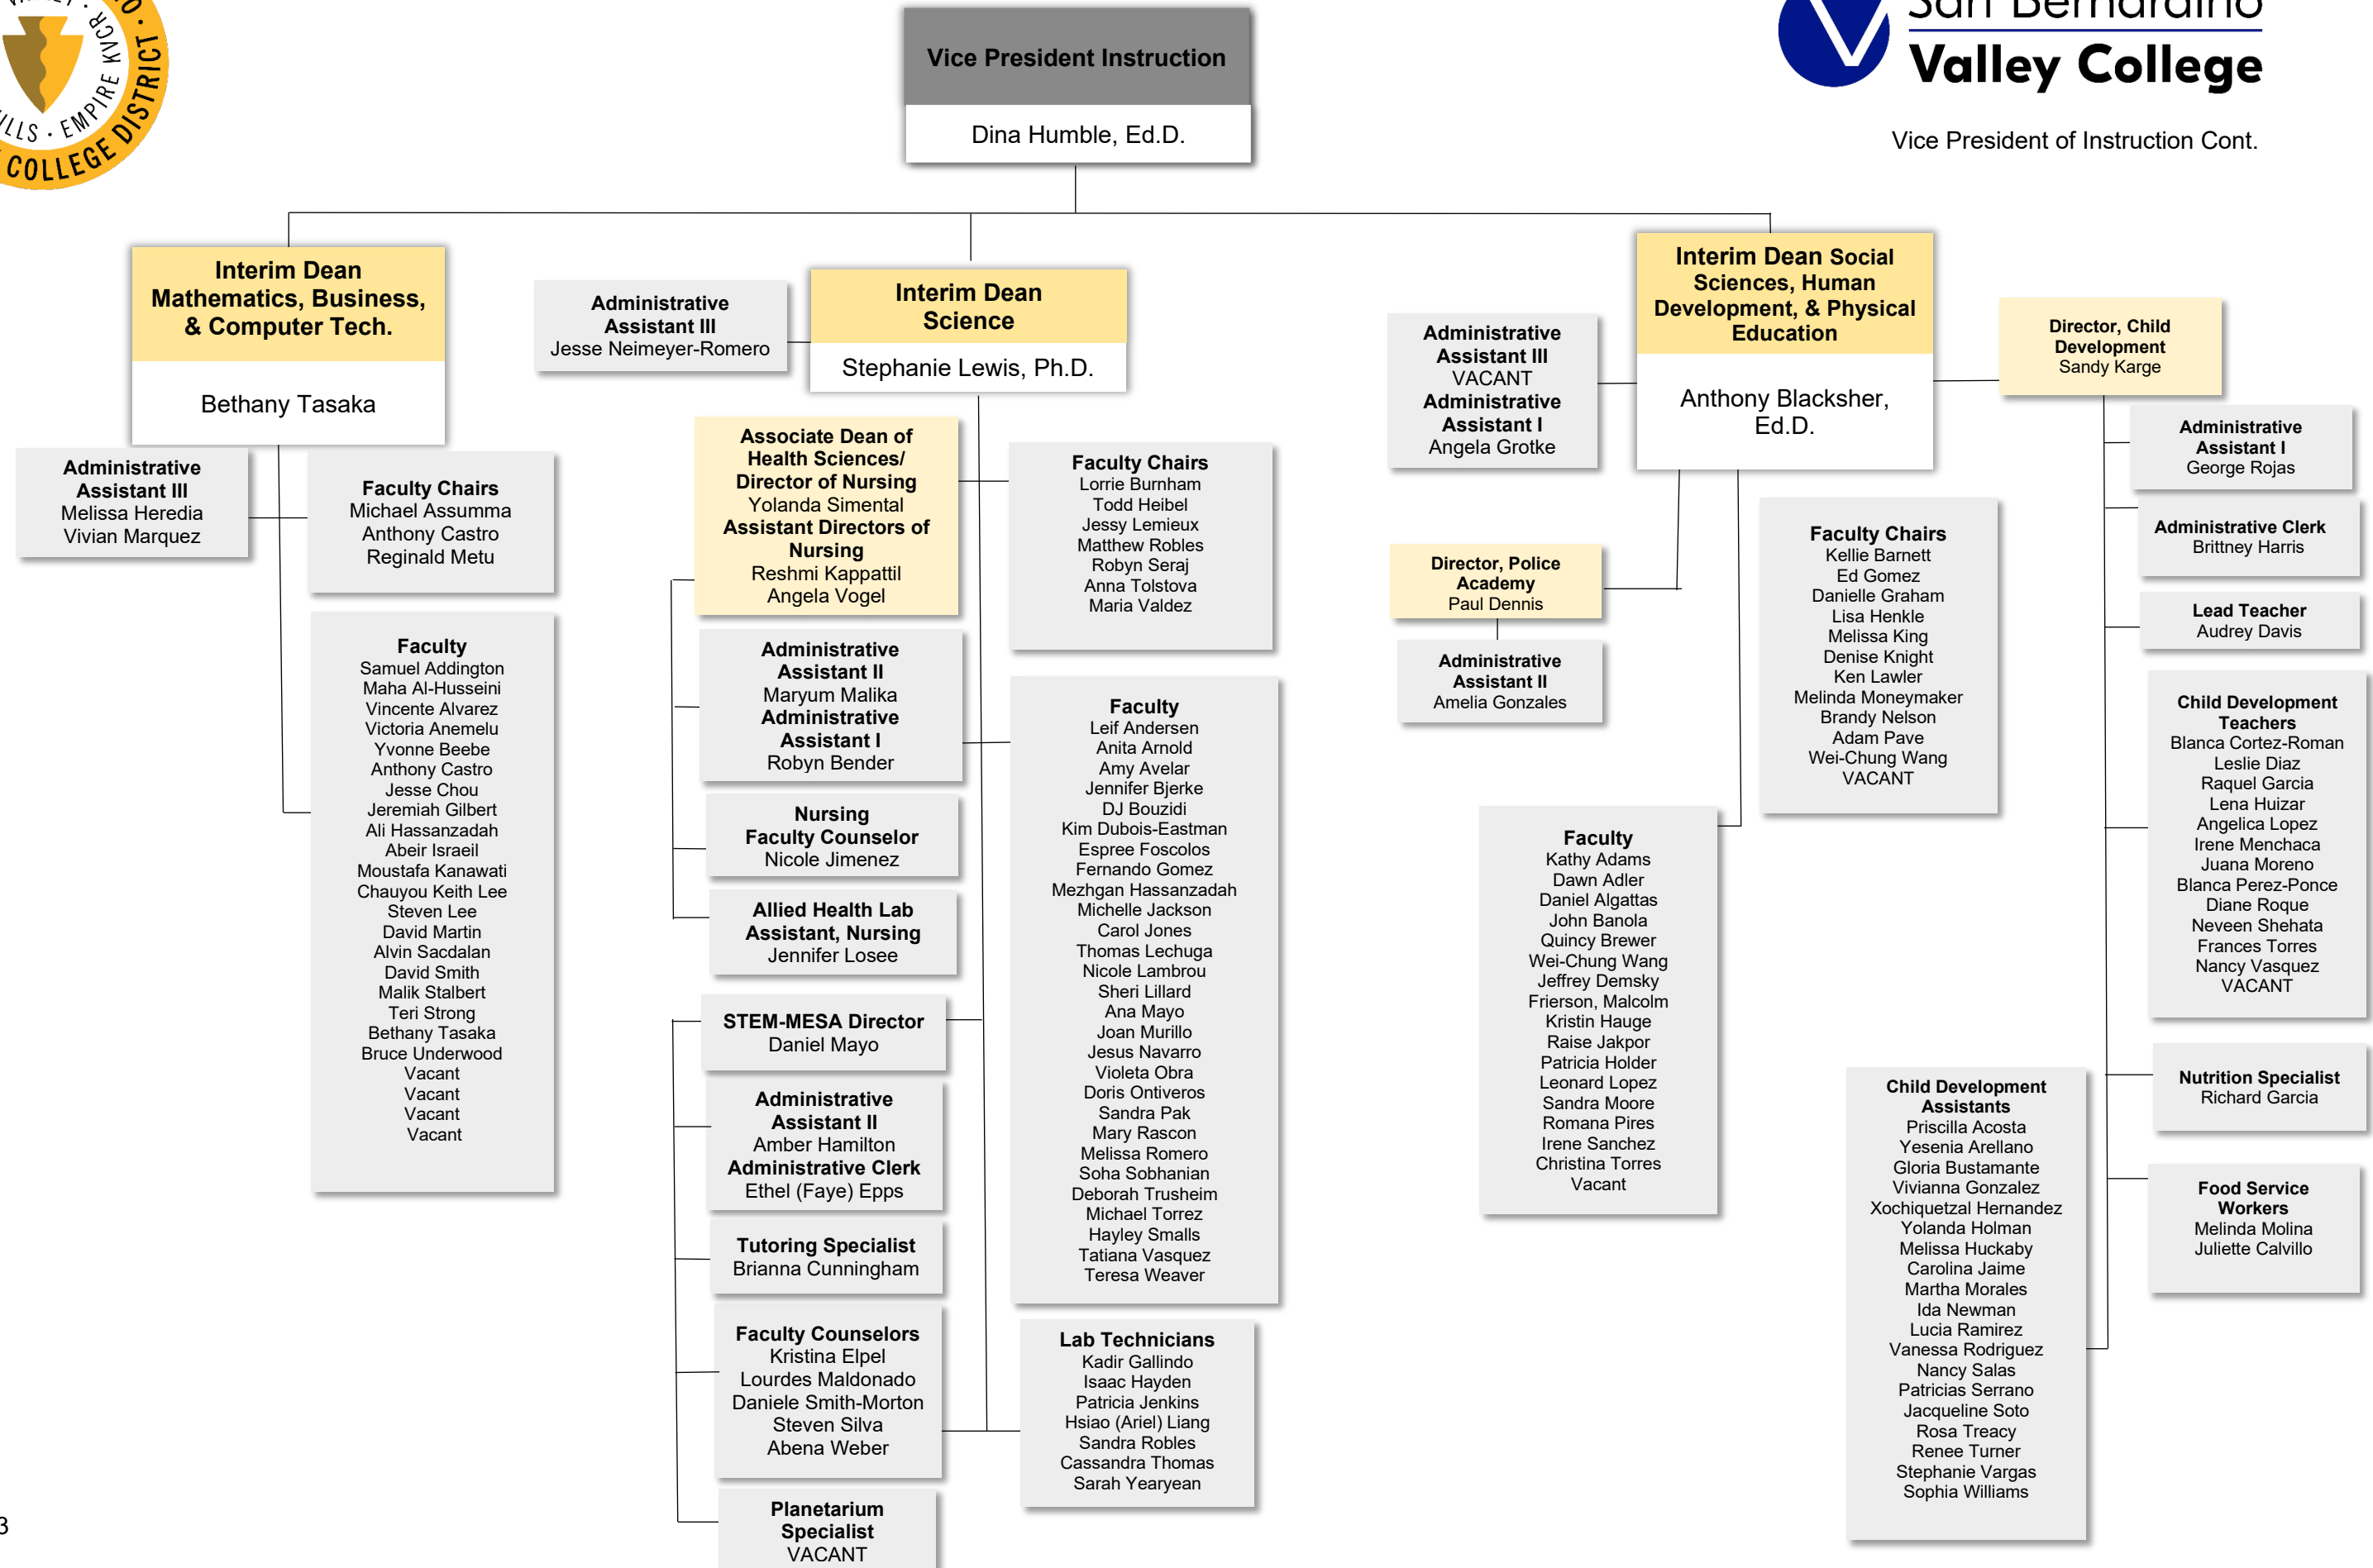 COLLEGE DISTRICT
EMPIRE KVCR
San Bernardino
Valley College
Vice President of Instruction Cont.
Vice President Instruction
Dina Humble, Ed.D.
Interim Dean
Mathematics, Business,
& Computer Tech.
Bethany Tasaka
Administrative
Assistant III
Melissa Heredia
Vivian Marquez
Faculty Chairs
Michael Assumma
Anthony Castro
Reginald Metu
Faculty
Samuel Addington
Maha Al-Husseini
Vincente Alvarez
Victoria Anemelu
Yvonne Beebe
Anthony Castro
Jesse Chou
Jeremiah Gilbert
Ali Hassanzadah
Abeir Israeil
Moustafa Kanawati
Chauyou Keith Lee
Steven Lee
David Martin
Alvin Sacdalan
David Smith
Malik Stalbert
Teri Strong
Bethany Tasaka
Bruce Underwood
Vacant
Vacant
Vacant
Vacant
Administrative
Assistant III
Jesse Neimeyer-Romero
Interim Dean
Science
Stephanie Lewis, Ph.D.
Associate Dean of
Health Sciences/
Director of Nursing
Yolanda Simental
Assistant Directors of
Nursing
Reshmi Kappattil
Angela Vogel
Administrative
Assistant II
Maryum Malika
Administrative
Assistant I
Robyn Bender
Nursing
Faculty Counselor
Nicole Jimenez
Allied Health Lab
Assistant, Nursing
Jennifer Losee
STEM-MESA Director
Daniel Mayo
Administrative
Assistant II
Amber Hamilton
Administrative Clerk
Ethel (Faye) Epps
Tutoring Specialist
Brianna Cunningham
Faculty Counselors
Kristina Elpel
Lourdes Maldonado
Daniele Smith-Morton
Steven Silva
Abena Weber
Planetarium
Specialist
VACANT
Faculty Chairs
Lorrie Burnham
Todd Heibel
Jessy Lemieux
Matthew Robles
Robyn Seraj
Anna Tolstova
Maria Valdez
Faculty
Leif Andersen
Anita Arnold
Amy Avelar
Jennifer Bjerke
DJ Bouzidi
Kim Dubois-Eastman
Espree Foscolos
Fernando Gomez
Mezhgan Hassanzadah
Michelle Jackson
Carol Jones
Thomas Lechuga
Nicole Lambrou
Sheri Lillard
Ana Mayo
Joan Murillo
Jesus Navarro
Violeta Obra
Doris Ontiveros
Sandra Pak
Mary Rascon
Melissa Romero
Soha Sobhanian
Deborah Trusheim
Michael Torrez
Hayley Smalls
Tatiana Vasquez
Teresa Weaver
Lab Technicians
Kadir Gallindo
Isaac Hayden
Patricia Jenkins
Hsiao (Ariel) Liang
Sandra Robles
Cassandra Thomas
Sarah Yearyean
Interim Dean Social
Sciences, Human
Development, & Physical
Education
Anthony Blacksher,
Ed.D.
Administrative
Assistant III
VACANT
Administrative
Assistant I
Angela Grotke
Director, Police
Academy
Paul Dennis
Administrative
Assistant II
Amelia Gonzales
Faculty Chairs
Kellie Barnett
Ed Gomez
Danielle Graham
Lisa Henkle
Melissa King
Denise Knight
Ken Lawler
Melinda Moneymaker
Brandy Nelson
Adam Pave
Wei-Chung Wang
VACANT
Faculty
Kathy Adams
Dawn Adler
Daniel Algattas
John Banola
Quincy Brewer
Wei-Chung Wang
Jeffrey Demsky
Frierson, Malcolm
Kristin Hauge
Raise Jakpor
Patricia Holder
Leonard Lopez
Sandra Moore
Romana Pires
Irene Sanchez
Christina Torres
Vacant
Director, Child
Development
Sandy Karge
Administrative
Assistant I
George Rojas
Administrative Clerk
Brittney Harris
Lead Teacher
Audrey Davis
Child Development
Teachers
Blanca Cortez-Roman
Leslie Diaz
Raquel Garcia
Lena Huizar
Angelica Lopez
Irene Menchaca
Juana Moreno
Blanca Perez-Ponce
Diane Roque
Neveen Shehata
Frances Torres
Nancy Vasquez
VACANT
Nutrition Specialist
Richard Garcia
Food Service
Workers
Melinda Molina
Juliette Calvillo
Child Development
Assistants
Priscilla Acosta
Yesenia Arellano
Gloria Bustamante
Vivianna Gonzalez
Xochiquetzal Hernandez
Yolanda Holman
Melissa Huckaby
Carolina Jaime
Martha Morales
Ida Newman
Lucia Ramirez
Vanessa Rodriguez
Nancy Salas
Patricias Serrano
Jacqueline Soto
Rosa Treacy
Renee Turner
Stephanie Vargas
Sophia Williams
3